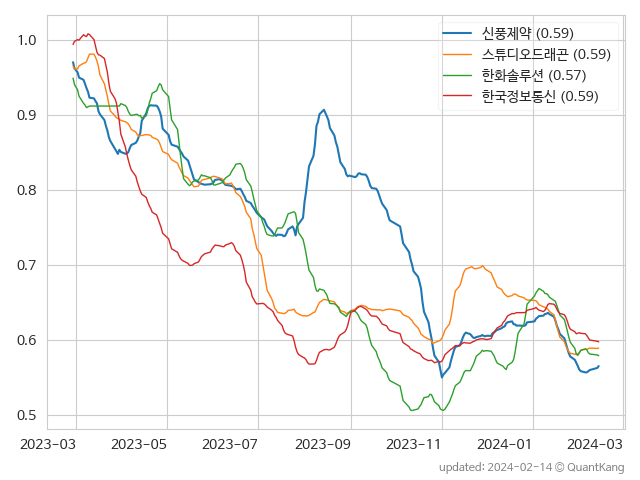 신풍제약 (0.59)
스튜디오드래곤 (0.59)
한화솔루션 (0.57)
한국정보통신 (0.59)
1.0
0.9
0.8
0.7
0.6
0.5
2023-03 2023-05 2023-07 2023-09 2023-11 2024-01 2024-03
updated: 2024-02-14 © QuantKang